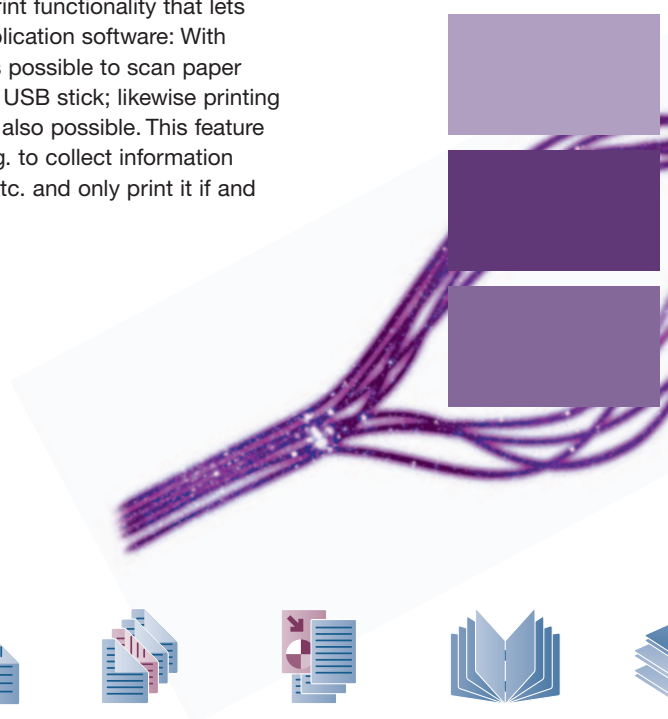 rint functionality that lets
plication software: With
s possible to scan paper
USB stick; likewise printing
also possible. This feature
g. to collect information
tc. and only print it if and